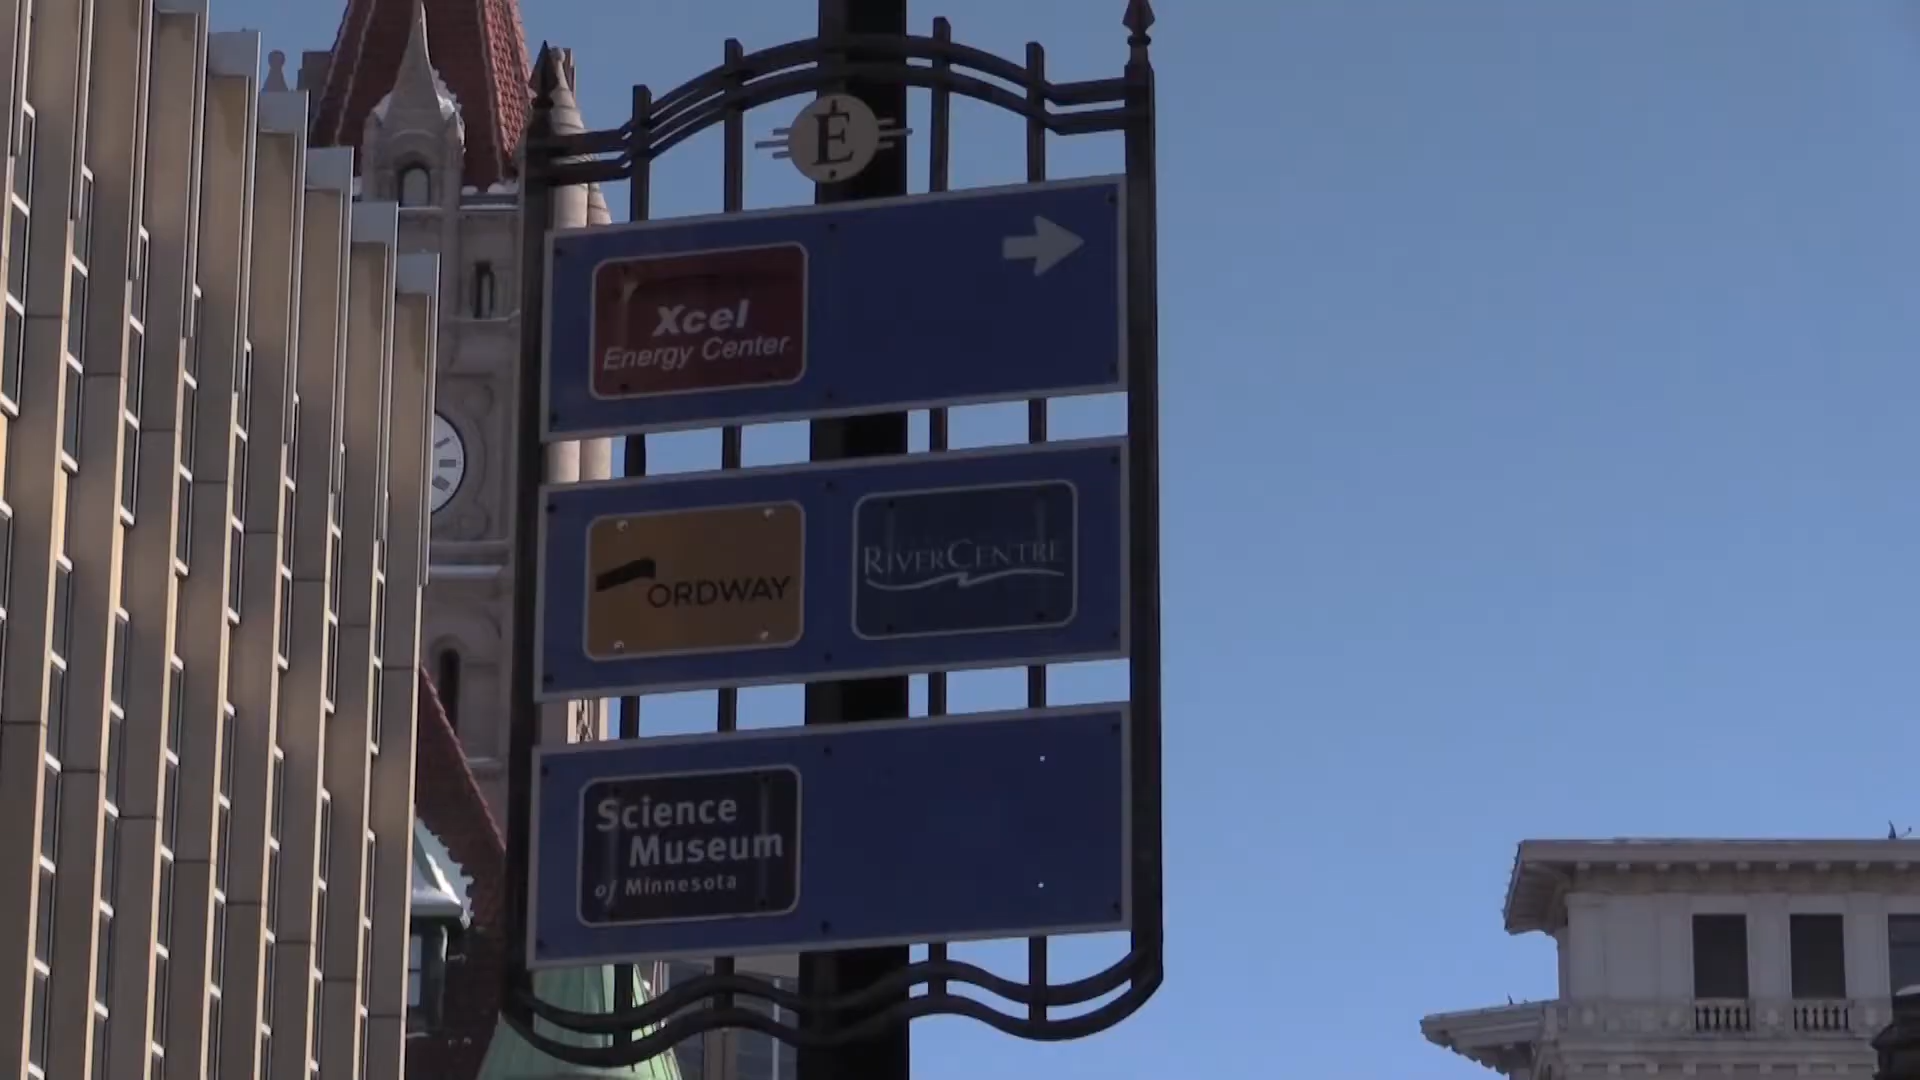 E
Xcel
Energy Center
ORDWAY
RIVERCENTRE
Science
Museum
of Minnesota